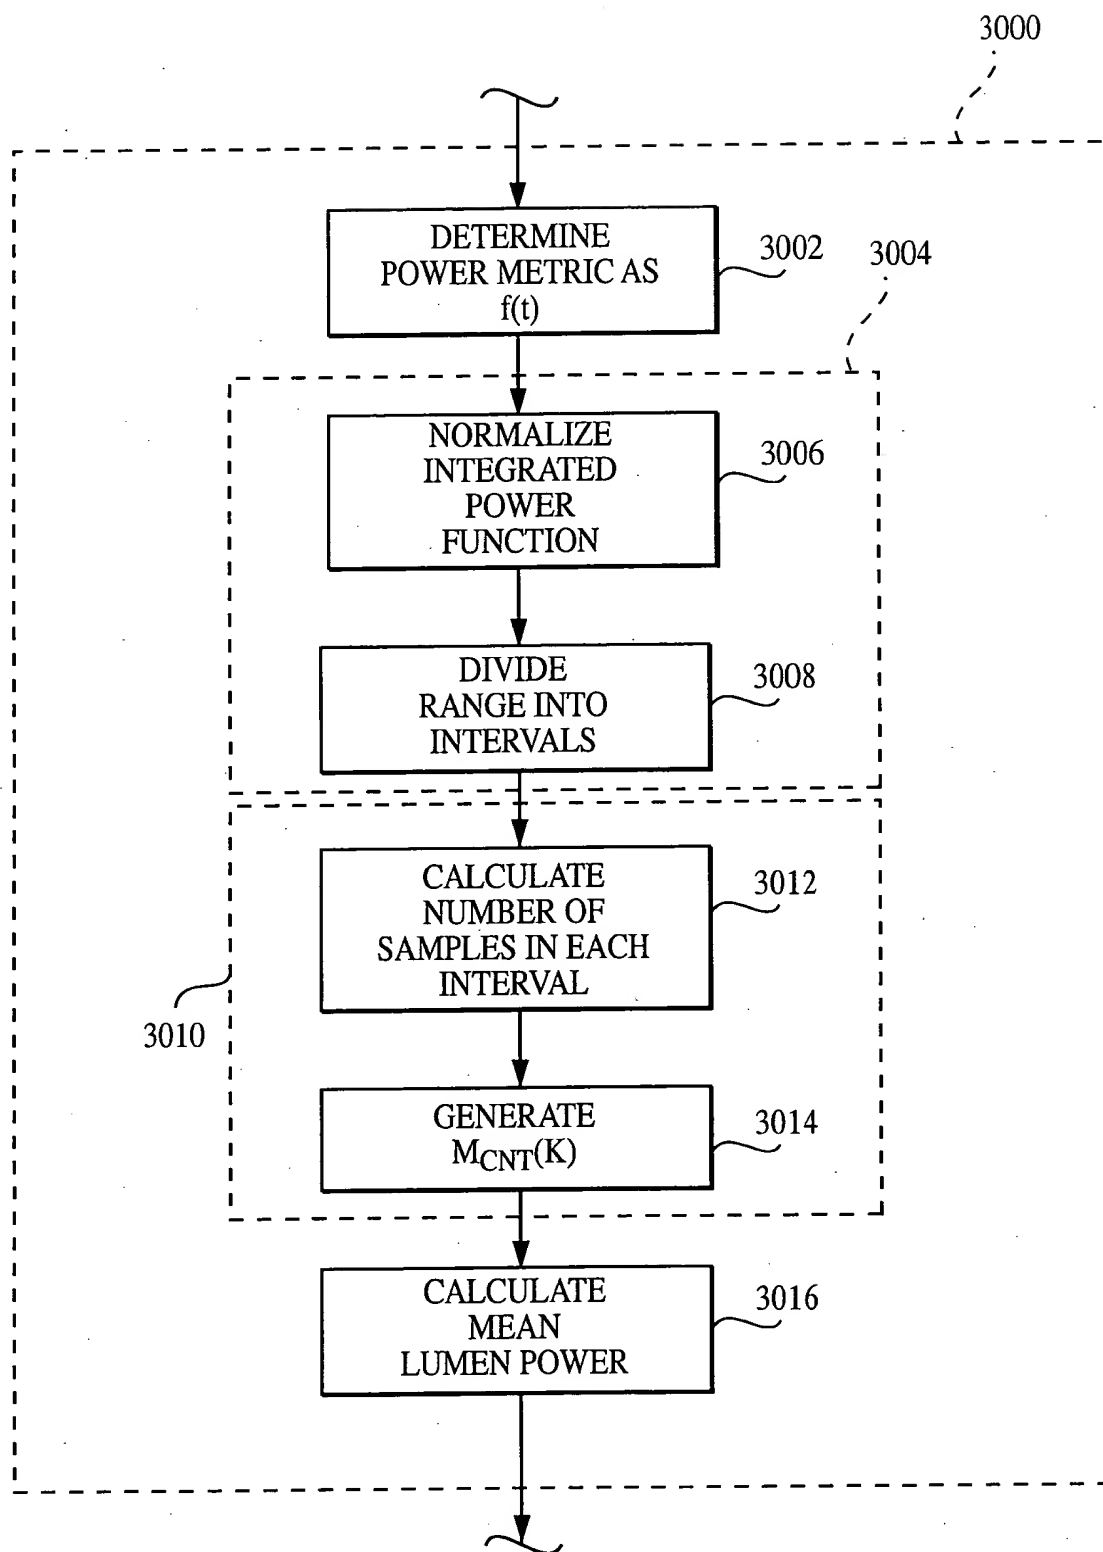 3000
DETERMINE
POWER METRIC AS
f(t)
3002
3004
NORMALIZE
INTEGRATED
POWER
FUNCTION
3006
DIVIDE
RANGE INTO
INTERVALS
3008
CALCULATE
NUMBER OF
SAMPLES IN EACH
INTERVAL
3012
3010
GENERATE
MCNT(K)
3014
CALCULATE
MEAN
LUMEN POWER
3016